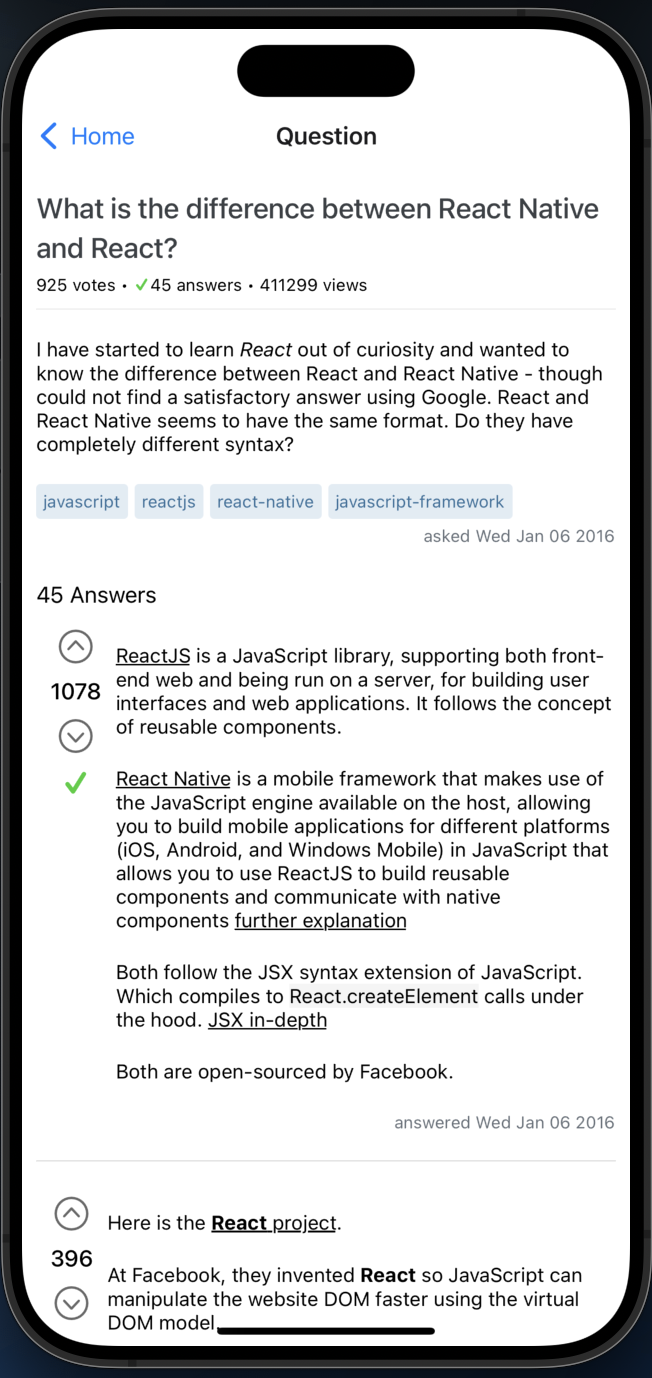 Home
Question
What is the difference between React Native
and React?
925 votes • ✓45 answers • 411299 views
I have started to learn React out of curiosity and wanted to
know the difference between React and React Native - though
could not find a satisfactory answer using Google. React and
React Native seems to have the same format. Do they have
completely different syntax?
javascript reactjs react-native javascript-framework
asked Wed Jan 06 2016
45 Answers
1078
ReactJS is a JavaScript library, supporting both front-
end web and being run on a server, for building user
interfaces and web applications. It follows the concept
of reusable components.
React Native is a mobile framework that makes use of
the JavaScript engine available on the host, allowing
you to build mobile applications for different platforms
(iOS, Android, and Windows Mobile) in JavaScript that
allows you to use ReactJS to build reusable
components and communicate with native
components further explanation
Both follow the JSX syntax extension of JavaScript.
Which compiles to React.createElement calls under
the hood. JSX in-depth
Both are open-sourced by Facebook.
answered Wed Jan 06 2016
396
Here is the React project.
At Facebook, they invented React so JavaScript can
manipulate the website DOM faster using the virtual
DOM model.